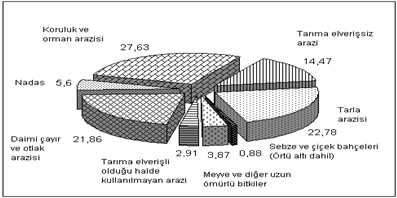 Koruluk ve
orman arazisi
27,63
Tarıma elverişsiz
arazi
14,47
Nadas
5,6
Tarla
arazisi
22,78
Daimi çayır
ve otlak
arazisi
21,86
Tarıma elverişli
olduğu halde
kullanılmayan arazi
2,91
3,87
Meyve ve diğer uzun
ömürlü bitkiler
0,88
Sebze ve çiçek bahçeleri
(Örtü altı dahil)